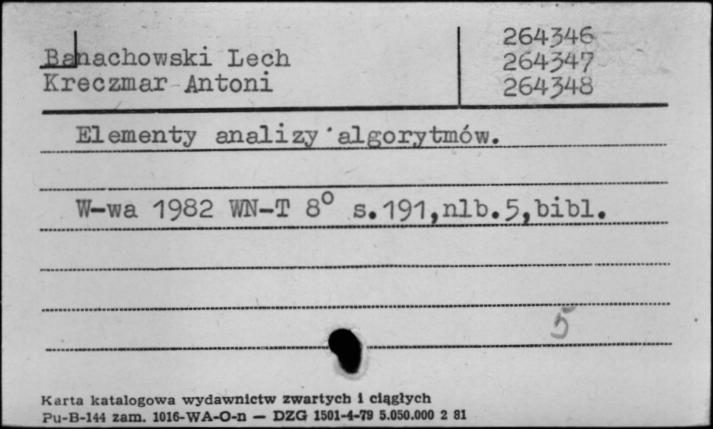 Banachowski Lech
Kreczmar Antoni
264346
264347
264348
Elementy analizy algorytmów.
W-wa 1982 WN-T 8° s.191,nlb.5,bibl.
5
Karta katalogowa wydawnictw zwartych i ciągłych
Pu-B-144 zam. 1016-WA-O-n — DZG 1501-4-79 5.050.000 2 81